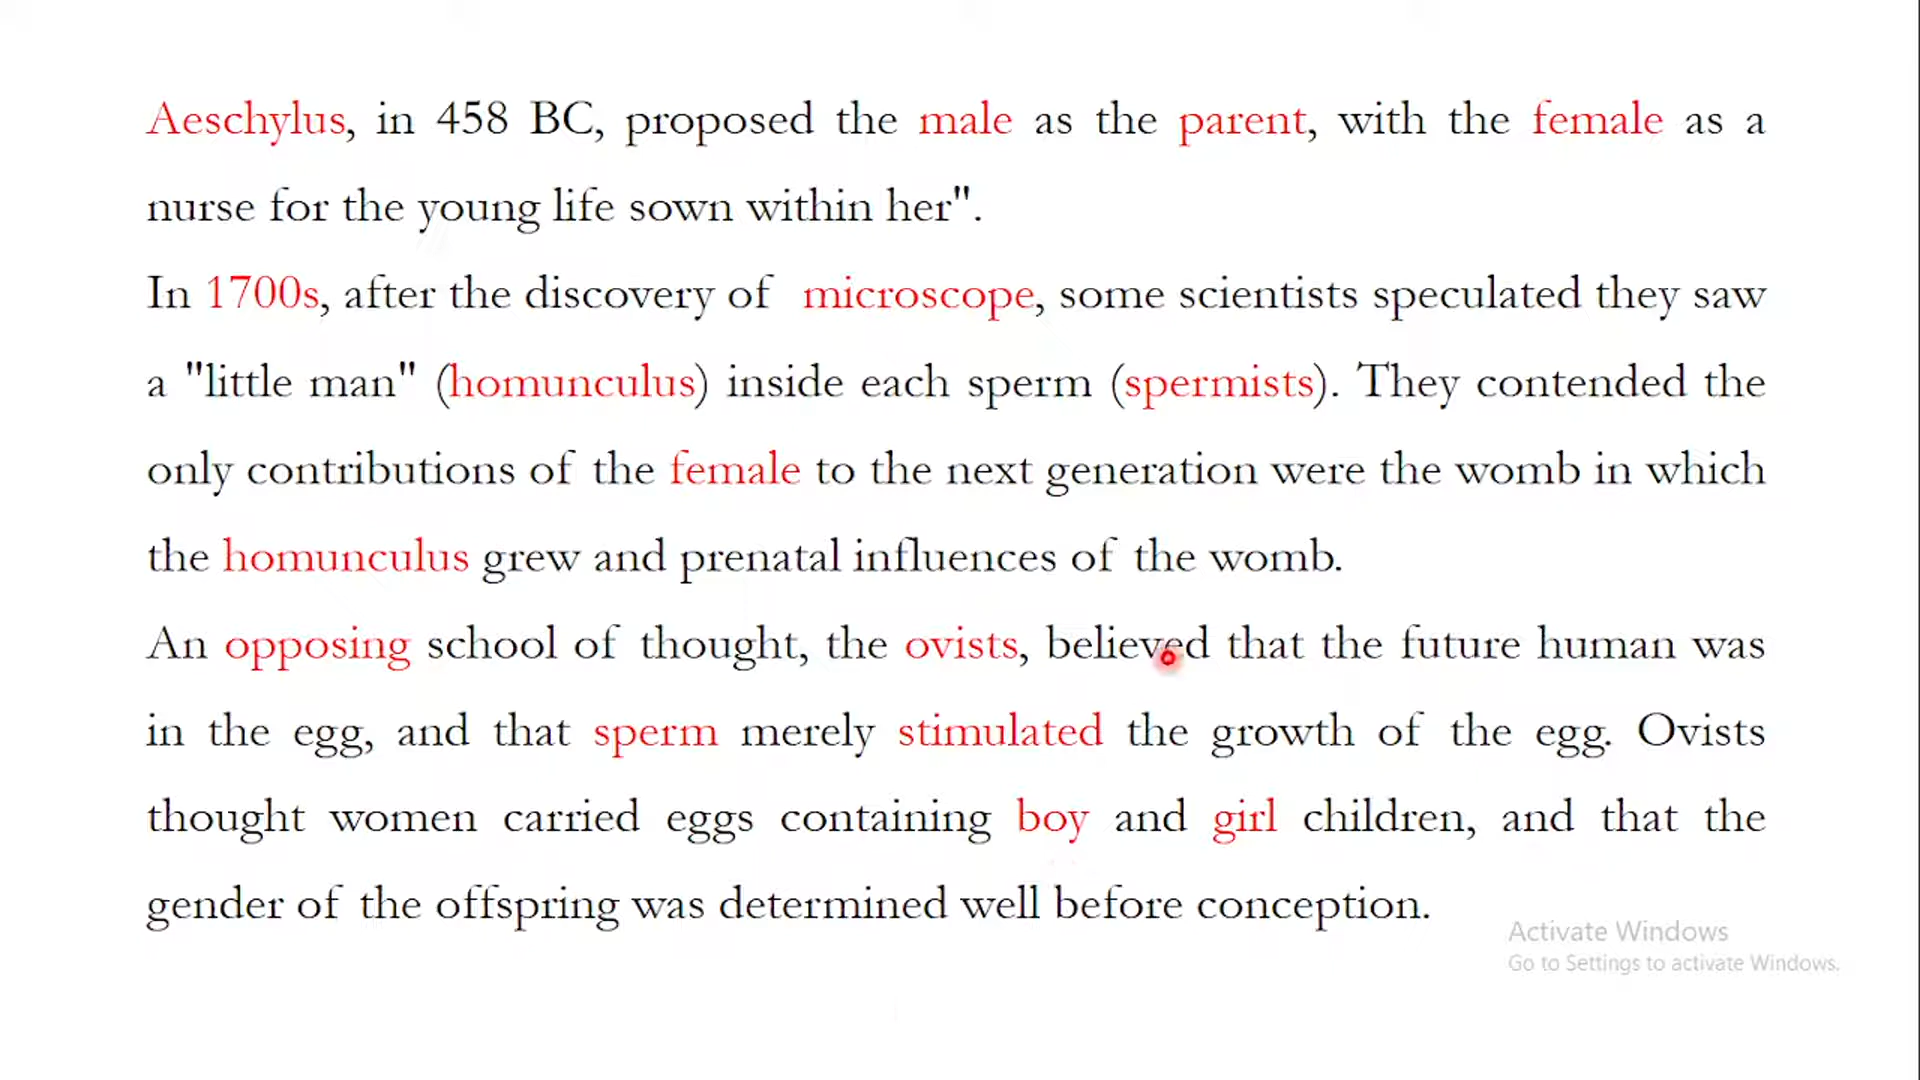 Aeschylus, in 458 BC, proposed the male as the parent, with the female as a
nurse for the young life sown within her".
In 1700s, after the discovery of microscope, some scientists speculated they saw
a "little man" (homunculus) inside each sperm (spermists). They contended the
only contributions of the female to the next generation were the womb in which
the homunculus grew and prenatal influences of the womb.
An opposing school of thought, the ovists, believed that the future human was
in the egg, and that sperm merely stimulated the growth of the egg. Ovists
thought women carried eggs containing boy and girl children, and that the
gender of the offspring was determined well before conception.
Activate Windows
Go to Settings to activate Windows.